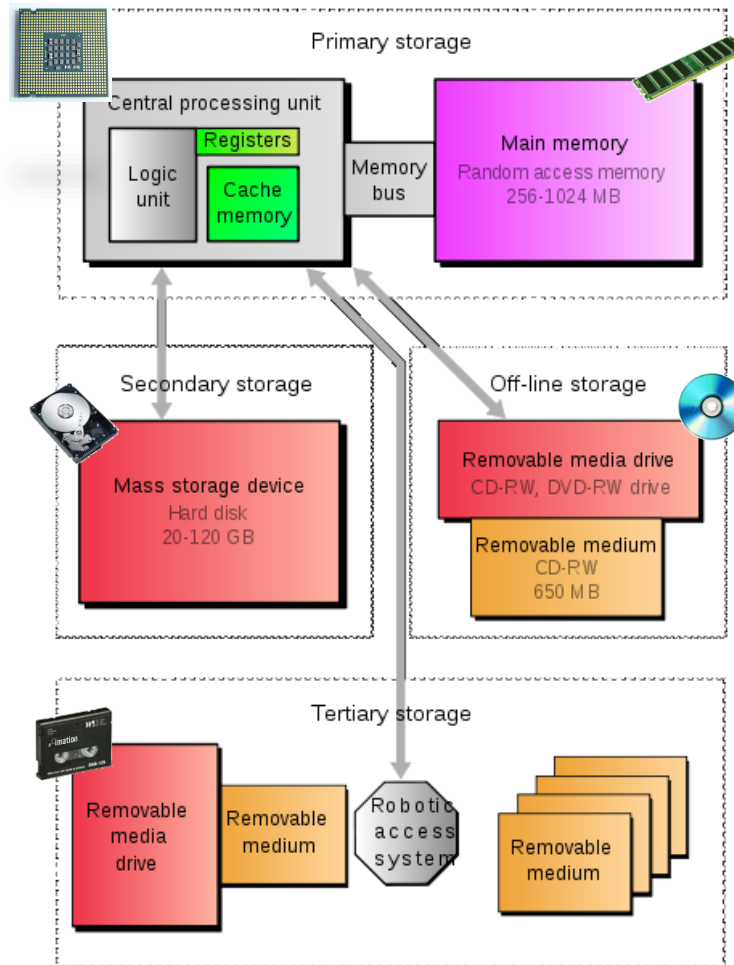 Primary storage
Central processing unit
Registers
Logic
unit
Cache
memory
Memory
bus
Main memory
Random access memory
256-1024 MB
Secondary storage
Mass storage device
Hard disk
20-120 GB
Off-line storage
Removable media drive
CD-RW, DVD-RW drive
Removable medium
CD-RW
650 MB
Tertiary storage
imation
Removable
media
drive
Removable
medium
Robotic
access
system
Removable
medium